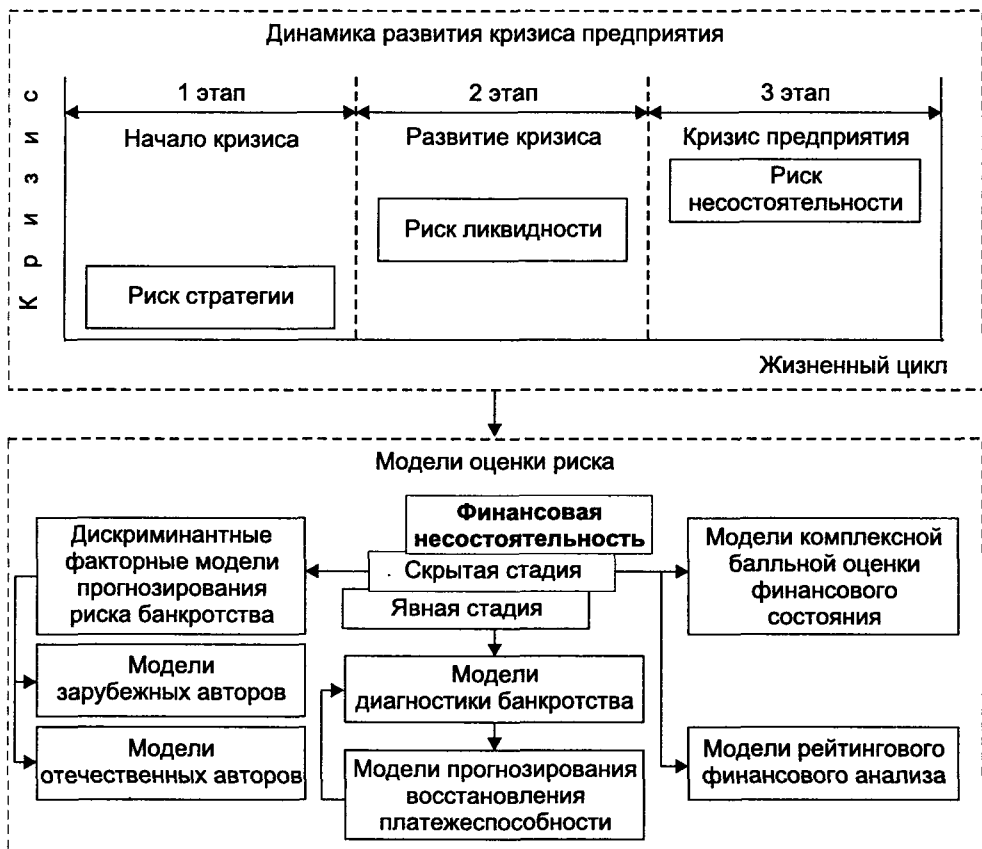 Динамика развития кризиса предприятия
Кризис
1 этап
2 этап
3 этап
Начало кризиса
Развитие кризиса
Кризис предприятия
Риск
несостоятельности
Риск ликвидности
Риск стратегии
Жизненный цикл
Модели оценки риска
Финансовая
несостоятельность
Скрытая стадия
Явная стадия
Дискриминантные
факторные модели
прогнозирования
риска банкротства
Модели
зарубежных авторов
Модели
отечественных авторов
Модели
диагностики банкротства
Модели прогнозирования
восстановления
платежеспособности
Модели комплексной
балльной оценки
финансового
состояния
Модели рейтингового
финансового анализа